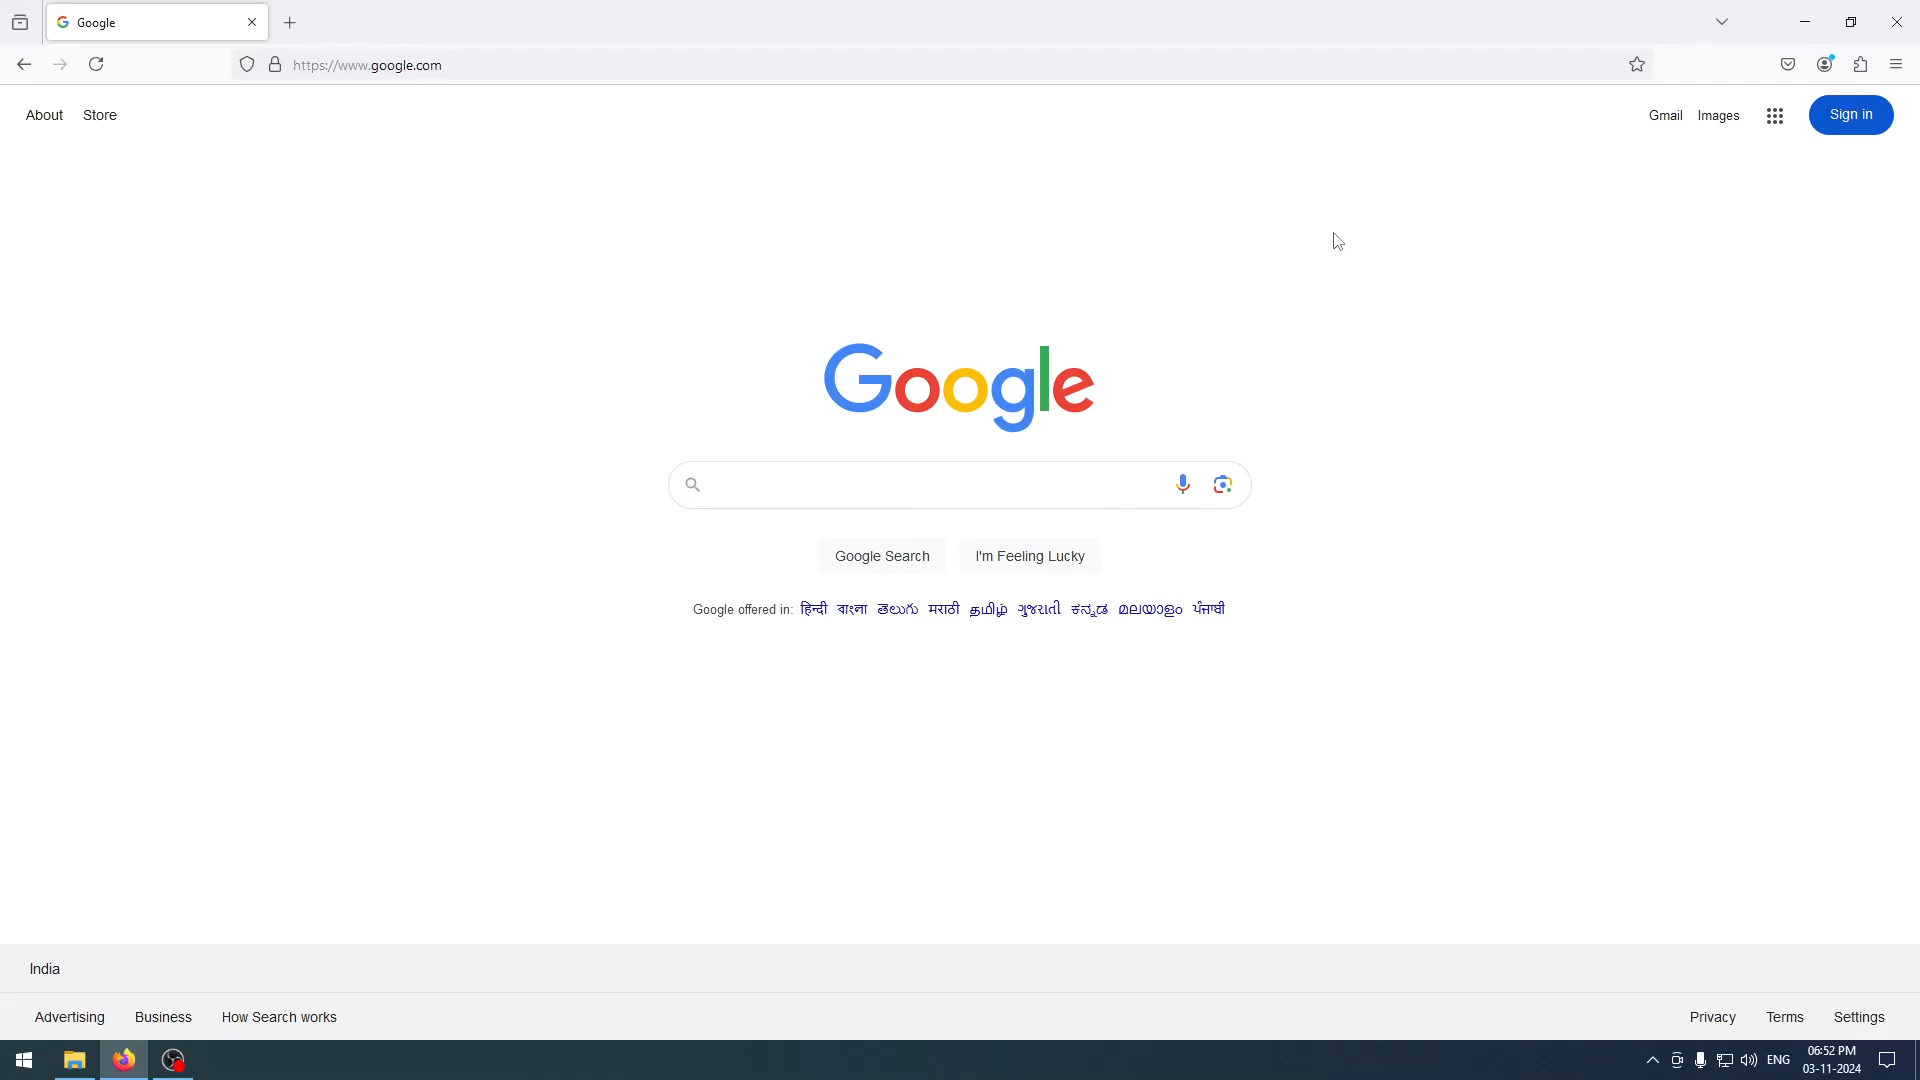 Google
https://www.google.com
About Store
Gmail Images Sign in
Google
Google Search I'm Feeling Lucky
Google offered in: हिन्दी বাংলা తెలుగు मराठी தமிழ் ગુજરાતી ಕನ್ನಡ മലയാളം ਪੰਜਾਬੀ
India
Advertising Business How Search works
Privacy Terms Settings
ENG
06:52 PM
03-11-2024